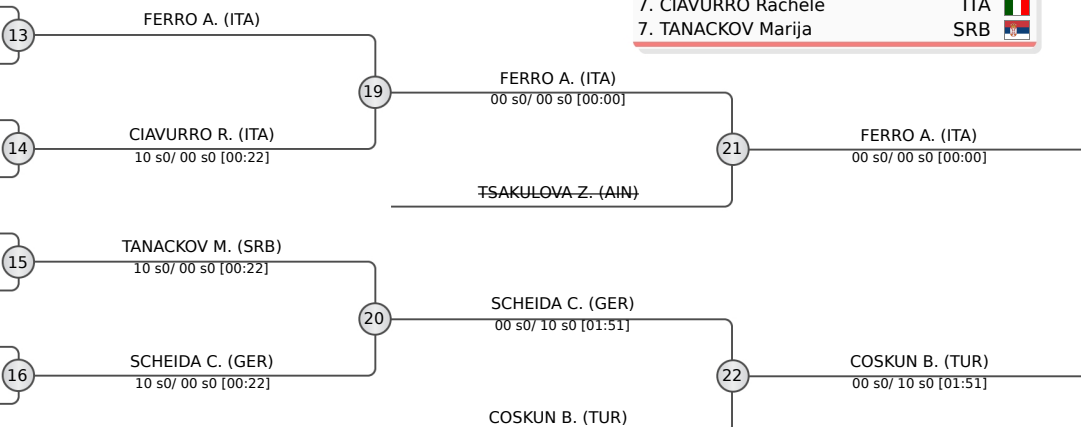 7. CIAVURRO Rachele ITA
7. TANACKOV Marija SRB
FERRO A. (ITA)
13
19
FERRO A. (ITA)
00 s0/ 00 s0 [00:00]
CIAVURRO R. (ITA)
14
10 s0/ 00 s0 [00:22]
21
FERRO A. (ITA)
00 s0/ 00 s0 [00:00]
TSAKULOVA Z. (AIN)
TANACKOV M. (SRB)
15
10 s0/ 00 s0 [00:22]
20
SCHEIDA C. (GER)
00 s0/ 10 s0 [01:51]
SCHEIDA C. (GER)
16
10 s0/ 00 s0 [00:22]
22
COSKUN B. (TUR)
00 s0/ 10 s0 [01:51]
COSKUN B. (TUR)